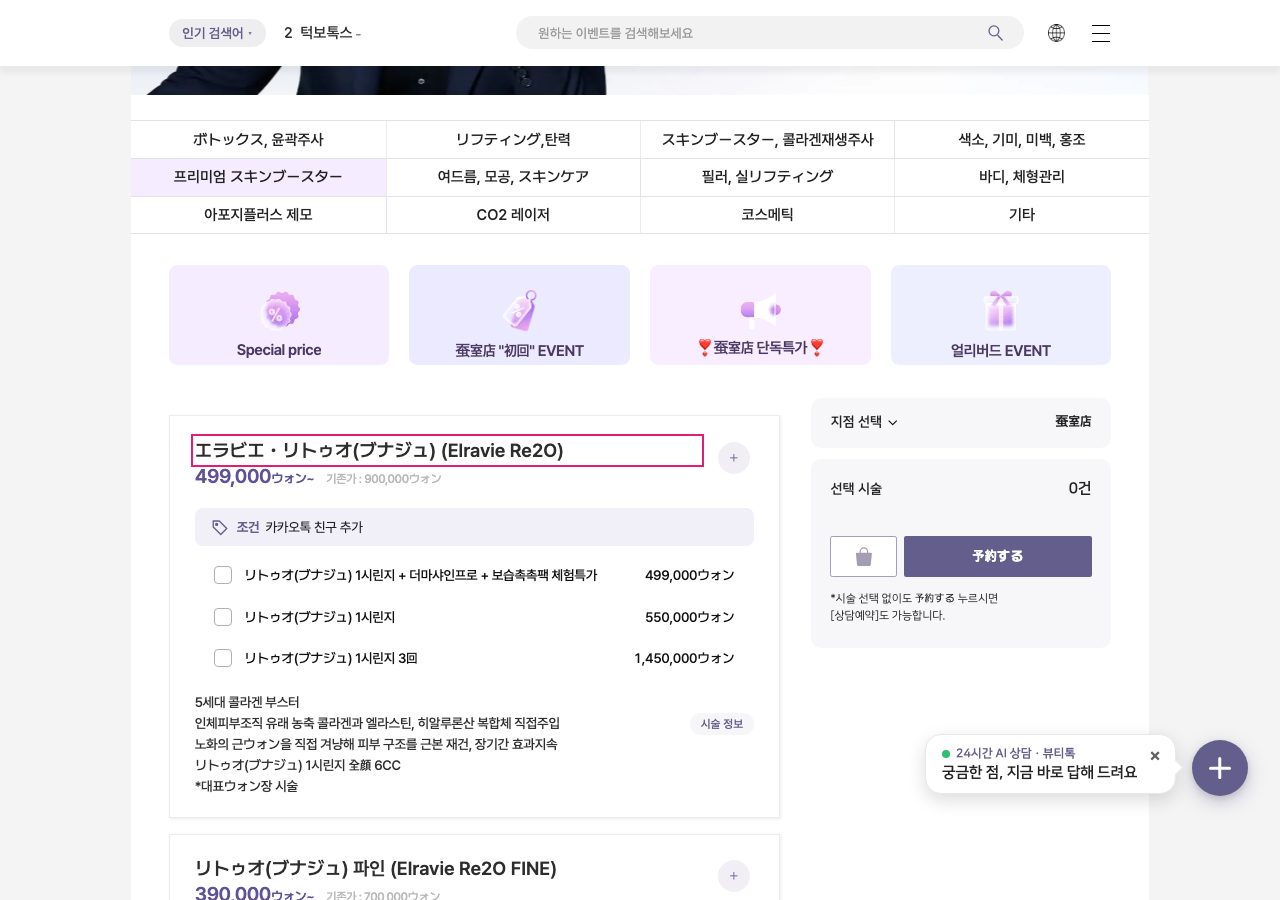 인기 검색어
2 턱보톡스 -
원하는 이벤트를 검색해보세요
ボトックス, 윤곽주사
リフティング,탄력
スキンブースター, 콜라겐재생주사
색소, 기미, 미백, 홍조
프리미엄 スキンブースター
여드름, 모공, スキンケア
필러, 실リフティング
바디, 체형관리
아포지플러스 제모
CO2 레이저
코스메틱
기타
Special price
蚕室店 "初回" EVENT
❣️蚕室店 단독특가❣️
얼리버드 EVENT
エラビエ・リトゥオ(ブナジュ) (Elravie Re2O)
499,000ウォン~ 기존가 : 900,000ウォン
조건 카카오톡 친구 추가
リトゥオ(ブナジュ) 1시린지 + 더마샤인프로 + 보습촉촉팩 체험특가 499,000ウォン
リトゥオ(ブナジュ) 1시린지 550,000ウォン
リトゥオ(ブナジュ) 1시린지 3回 1,450,000ウォン
5세대 콜라겐 부스터
인체피부조직 유래 농축 콜라겐과 엘라스틴, 히알루론산 복합체 직접주입
노화의 근ウォン을 직접 겨냥해 피부 구조를 근본 재건, 장기간 효과지속
リトゥオ(ブナジュ) 1시린지 全顔 6CC
*대표ウォン장 시술
시술 정보
リトゥオ(ブナジュ) 파인 (Elravie Re2O FINE)
390,000ウォン~ 기존가 : 700,000ウォン
지점 선택 蚕室店
선택 시술 0건
予約する
*시술 선택 없이도 予約する 누르시면
[상담예약]도 가능합니다.
24시간 AI 상담 · 뷰티톡
궁금한 점, 지금 바로 답해 드려요